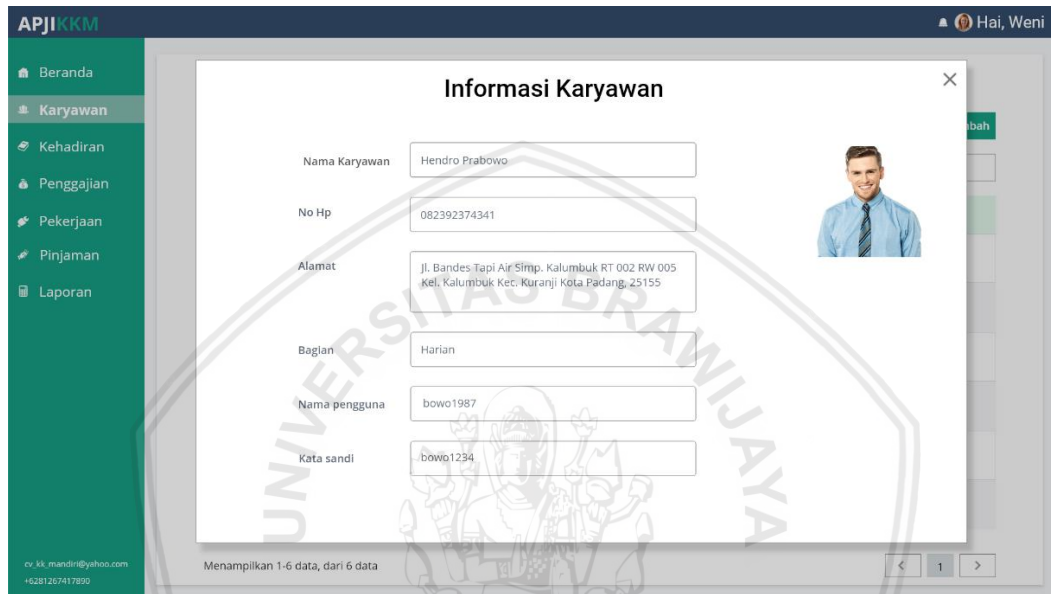 APJIKKM
Hai, Weni
Beranda
Karyawan
Kehadiran
Penggajian
Pekerjaan
Pinjaman
Laporan
cv_kk_mandiri@yahoo.com
+6281267417890
Informasi Karyawan
bah
Nama Karyawan
Hendro Prabowo
No Hp
082392374341
Alamat
Jl. Bandes Tapi Air Simp. Kalumbuk RT 002 RW 005
Kel. Kalumbuk Kec. Kuranji Kota Padang, 25155
Bagian
Harian
Nama pengguna
bowo1987
Kata sandi
bowo1234
Menampilkan 1-6 data, dari 6 data
< 1 >
UNIVERSITAS BRAWIJAYA